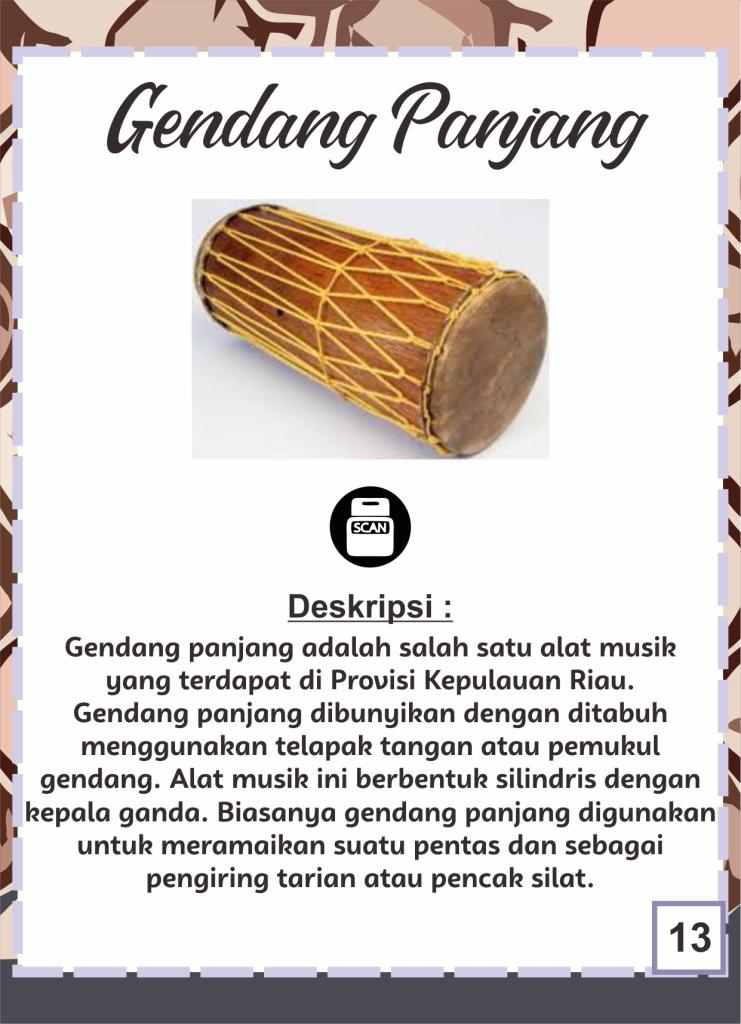 Gendang Panjang
SCAN
Deskripsi :
Gendang panjang adalah salah satu alat musik
yang terdapat di Provisi Kepulauan Riau.
Gendang panjang dibunyikan dengan ditabuh
menggunakan telapak tangan atau pemukul
gendang. Alat musik ini berbentuk silindris dengan
kepala ganda. Biasanya gendang panjang digunakan
untuk meramaikan suatu pentas dan sebagai
pengiring tarian atau pencak silat.
13